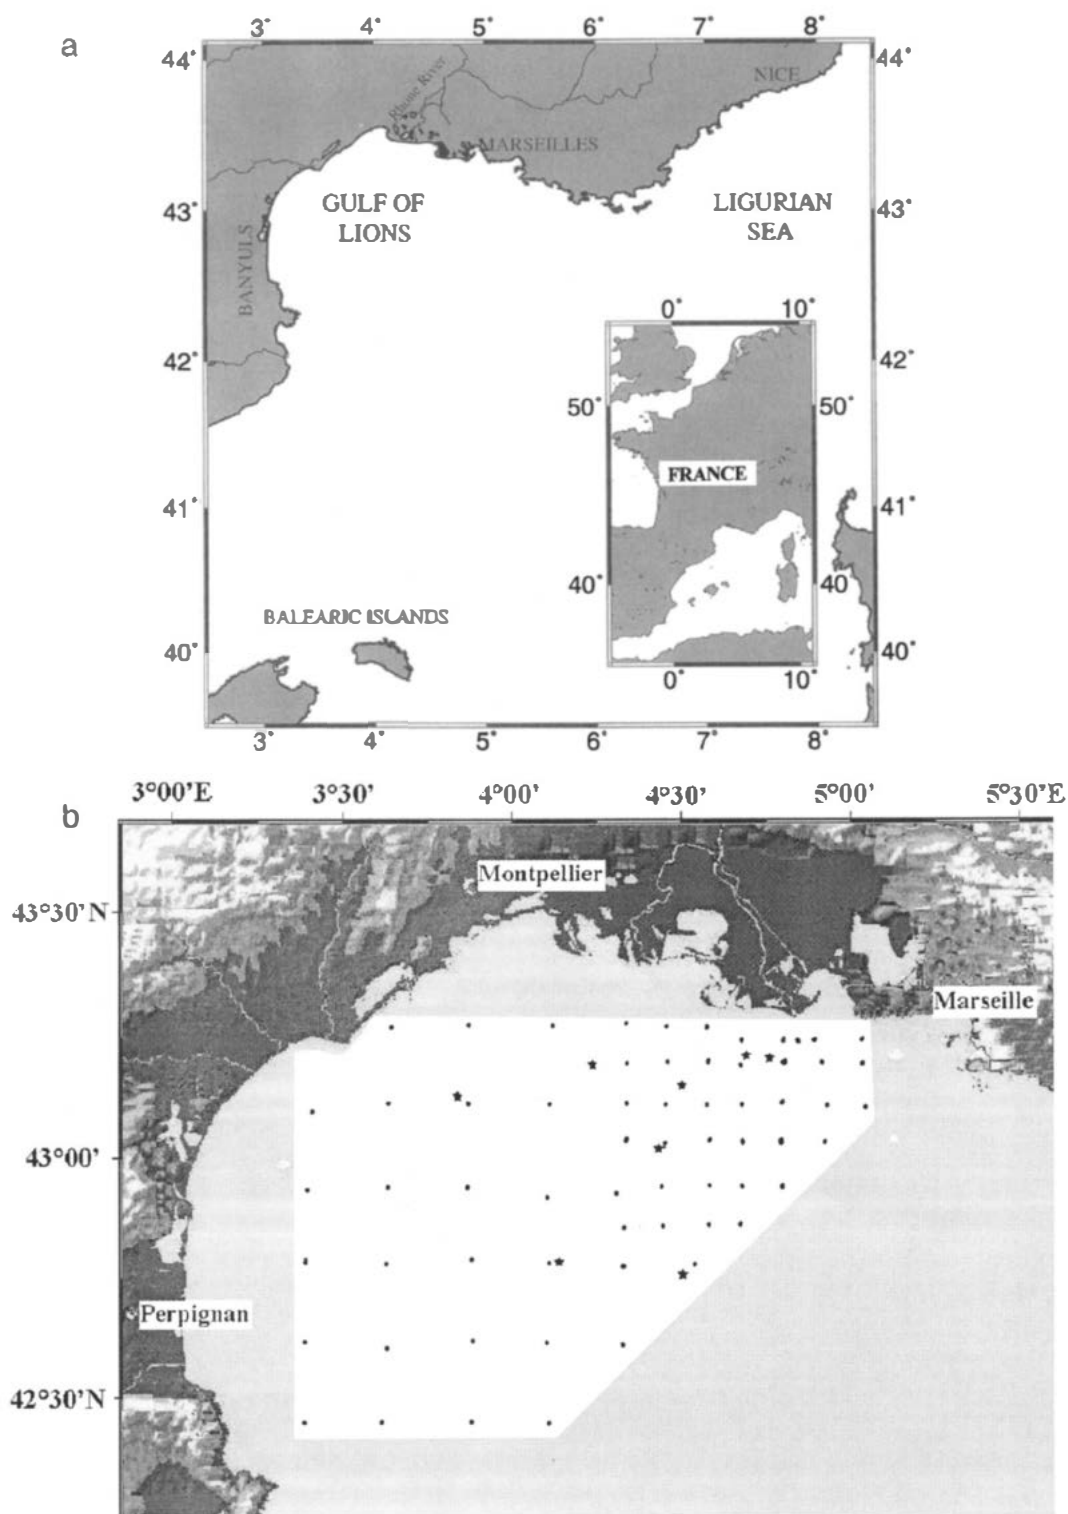 a
3° 4° 5° 6° 7° 8°
44° 44°
NICE
Rhone River
MARSEILLES
43° 43°
GULF OF
LIONS
LIGURIAN
SEA
BANYULS
0° 10°
42° 42°
50° 50°
FRANCE
41° 41°
40° 40°
BALEARIC ISLANDS
40° 40°
0° 10°
3° 4° 5° 6° 7° 8°
b
3°00'E 3°30' 4°00' 4°30' 5°00' 5°30'E
Montpellier
43°30'N
Marseille
43°00'
Perpignan
42°30'N